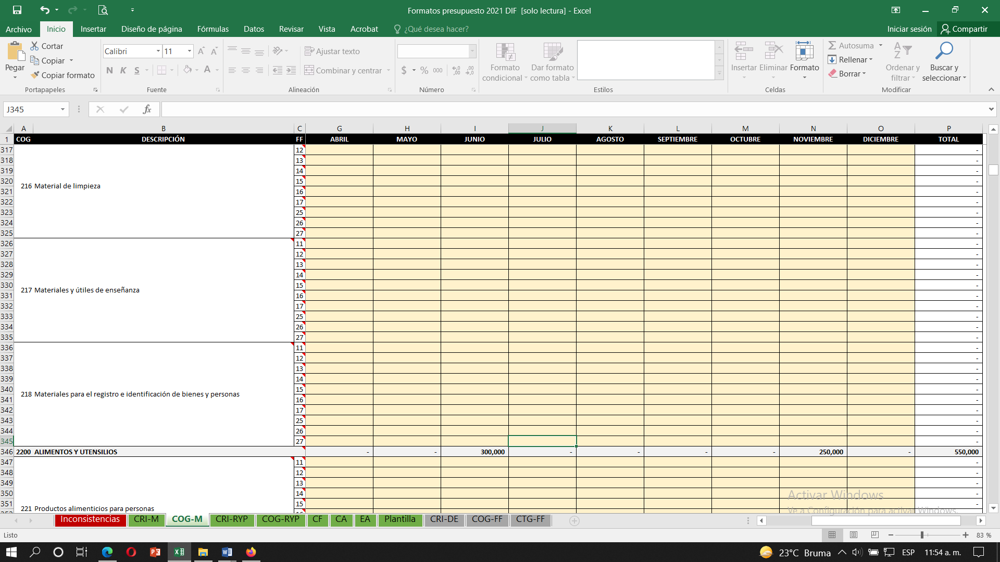 Formatos presupuesto 2021 DIF [solo lectura] - Excel
Archivo Inicio Insertar Diseño de página Fórmulas Datos Revisar Vista Acrobat ¿Qué desea hacer? Iniciar sesión Compartir
Pegar Cortar Copiar Copiar formato Portapapeles
Calibri 11 N K S A A A Fuente
Ajustar texto Combinar y centrar Alineación
$ % 000 Número
Formato condicional Dar formato como tabla Estilos
Insertar Eliminar Formato Celdas
Autosuma Rellenar Borrar Ordenar y filtrar Buscar y seleccionar Modificar
J345 fx
A B C G H I J K L M N O P
1 COG DESCRIPCIÓN FF ABRIL MAYO JUNIO JULIO AGOSTO SEPTIEMBRE OCTUBRE NOVIEMBRE DICIEMBRE TOTAL
317 12 -
318 13 -
319 14 -
320 15 -
216 Material de limpieza
321 16 -
322 17 -
323 25 -
324 26 -
325 27 -
326 11 -
327 12 -
328 13 -
329 14 -
330 15 -
217 Materiales y útiles de enseñanza
331 16 -
332 17 -
333 25 -
334 26 -
335 27 -
336 11 -
337 12 -
338 13 -
339 14 -
340 15 -
218 Materiales para el registro e identificación de bienes y personas
341 16 -
342 17 -
343 25 -
344 26 -
345 27 -
346 2200 ALIMENTOS Y UTENSILIOS - - 300,000 - - - - 250,000 - 550,000
347 11 -
348 12 -
349 13 -
350 14 -
351 15 -
221 Productos alimenticios para personas
Activar Windows
Ve a Configuración para activar Windows.
Inconsistencias CRI-M COG-M CRI-RYP COG-RYP CF CA EA Plantilla CRI-DE COG-FF CTG-FF
Listo 83 %
23°C Bruma ESP 11:54 a. m.